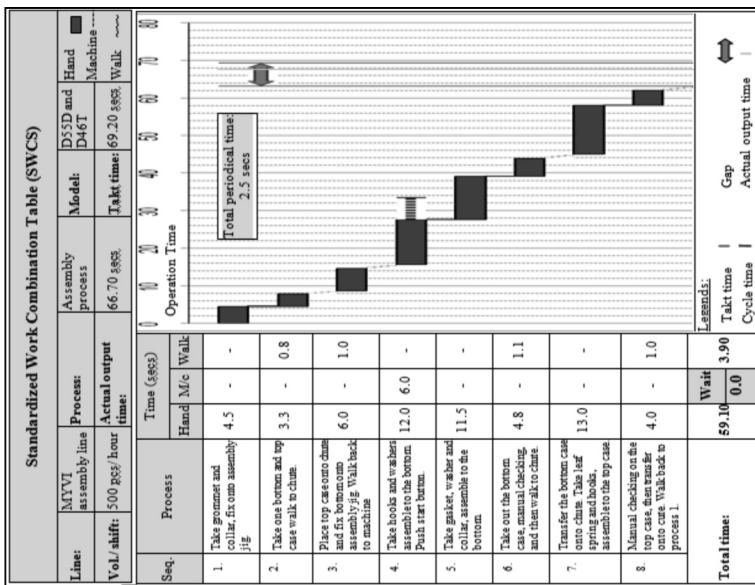 Standardized Work Combination Table (SWCS)
Line: MYVI assembly line Process: Assembly process Model: D55D and D46T Hand
Machine
Vol./ shift: 500 pcs/ hour Actual output time: 66.70 secs Takt time: 69.20 secs Walk
Seq. Process Time (secs) Operation Time
Hand M/c Walk 0 10 20 30 40 50 60 70 80
1. Take grommet and
collar, fix onto assembly
jig.
4.5 - -
2. Take one bottom and top
case walk to chute.
3.3 - 0.8
3. Place top case onto chute
and fix bottom onto
assembly jig. Walk back
to machine
6.0 - 1.0
4. Take hooks and washers
assemble to the bottom.
Push start button.
12.0 6.0 -
5. Take gasket, washer and
collar, assemble to the
bottom.
11.5 - -
6. Take out the bottom
case, manual checking,
and then walk to chute.
4.8 - 1.1
7. Transfer the bottom case
onto chute. Take leaf
spring and hooks,
assemble to the top case.
13.0 - -
8. Manual checking on the
top case, then transfer
onto cute. Walk back to
process 1.
4.0 - 1.0
Total periodical time:
2.5 secs
Total time: 59.10 Wait 3.90
0.0
Legends:
Takt time Gap
Cycle time Actual output time